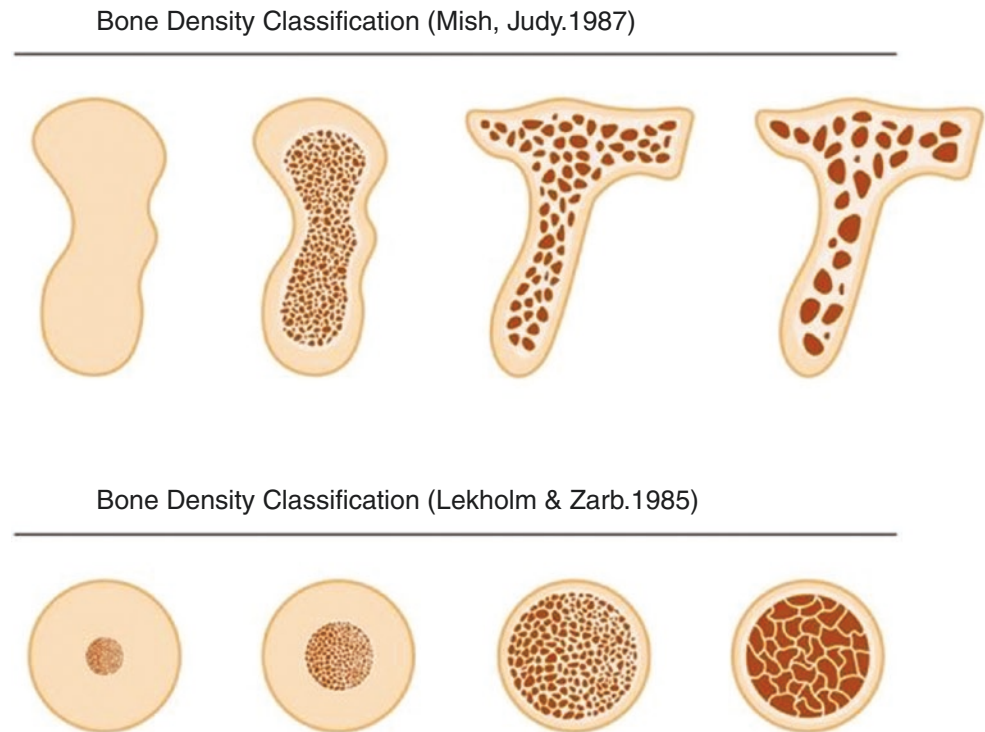 Bone Density Classification (Mish, Judy.1987)
Bone Density Classification (Lekholm & Zarb.1985)